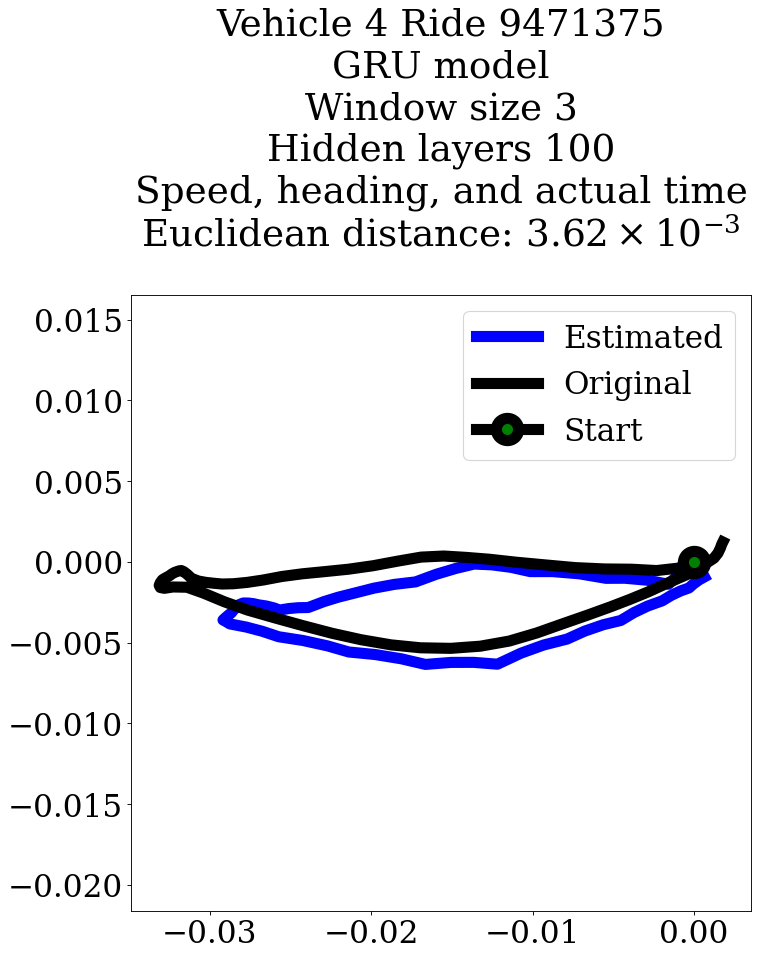 Vehicle 4 Ride 9471375
GRU model
Window size 3
Hidden layers 100
Speed, heading, and actual time
Euclidean distance: 3.62 × 10⁻³
Estimated
Original
Start
0.015
0.010
0.005
0.000
−0.005
−0.010
−0.015
−0.020
−0.03 −0.02 −0.01 0.00